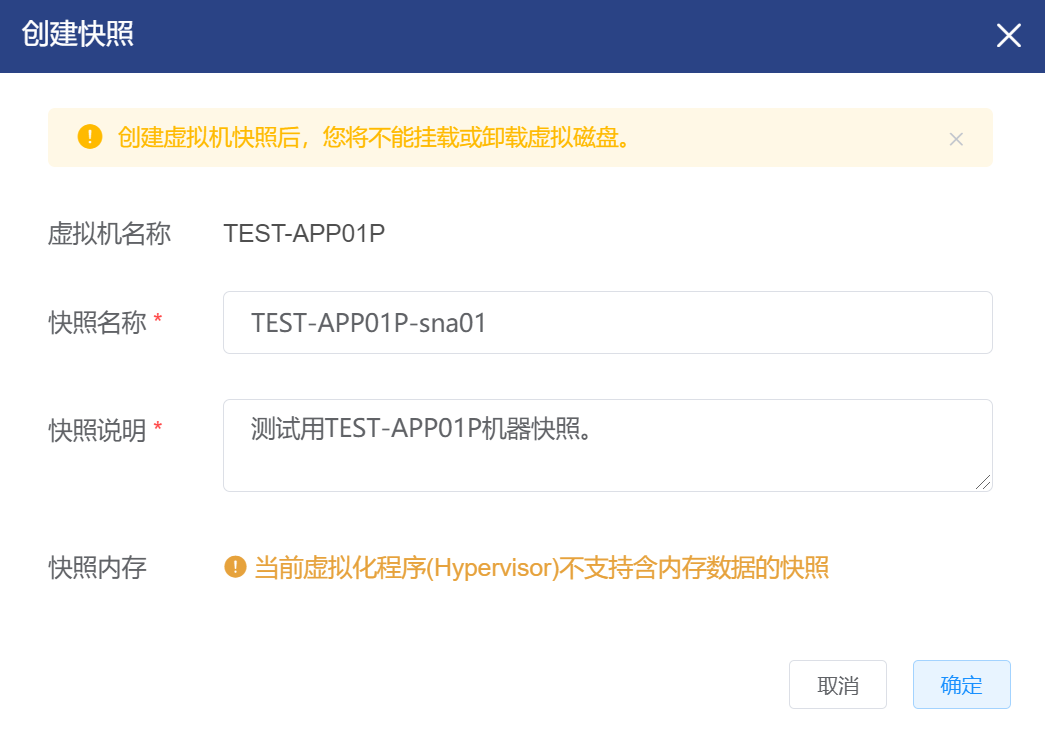 创建快照
创建虚拟机快照后，您将不能挂载或卸载虚拟磁盘。
虚拟机名称 TEST-APP01P
快照名称 * TEST-APP01P-sna01
快照说明 * 测试用TEST-APP01P机器快照。
快照内存 当前虚拟化程序(Hypervisor)不支持含内存数据的快照
取消 确定